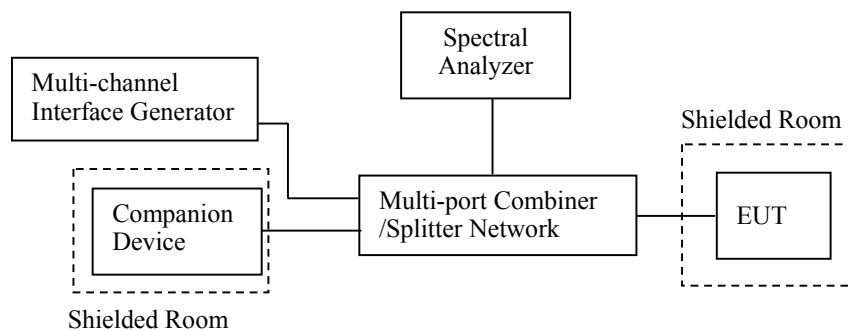 Spectral
Analyzer
Multi-channel
Interface Generator
Shielded Room
Companion
Device
Multi-port Combiner
/Splitter Network
EUT
Shielded Room